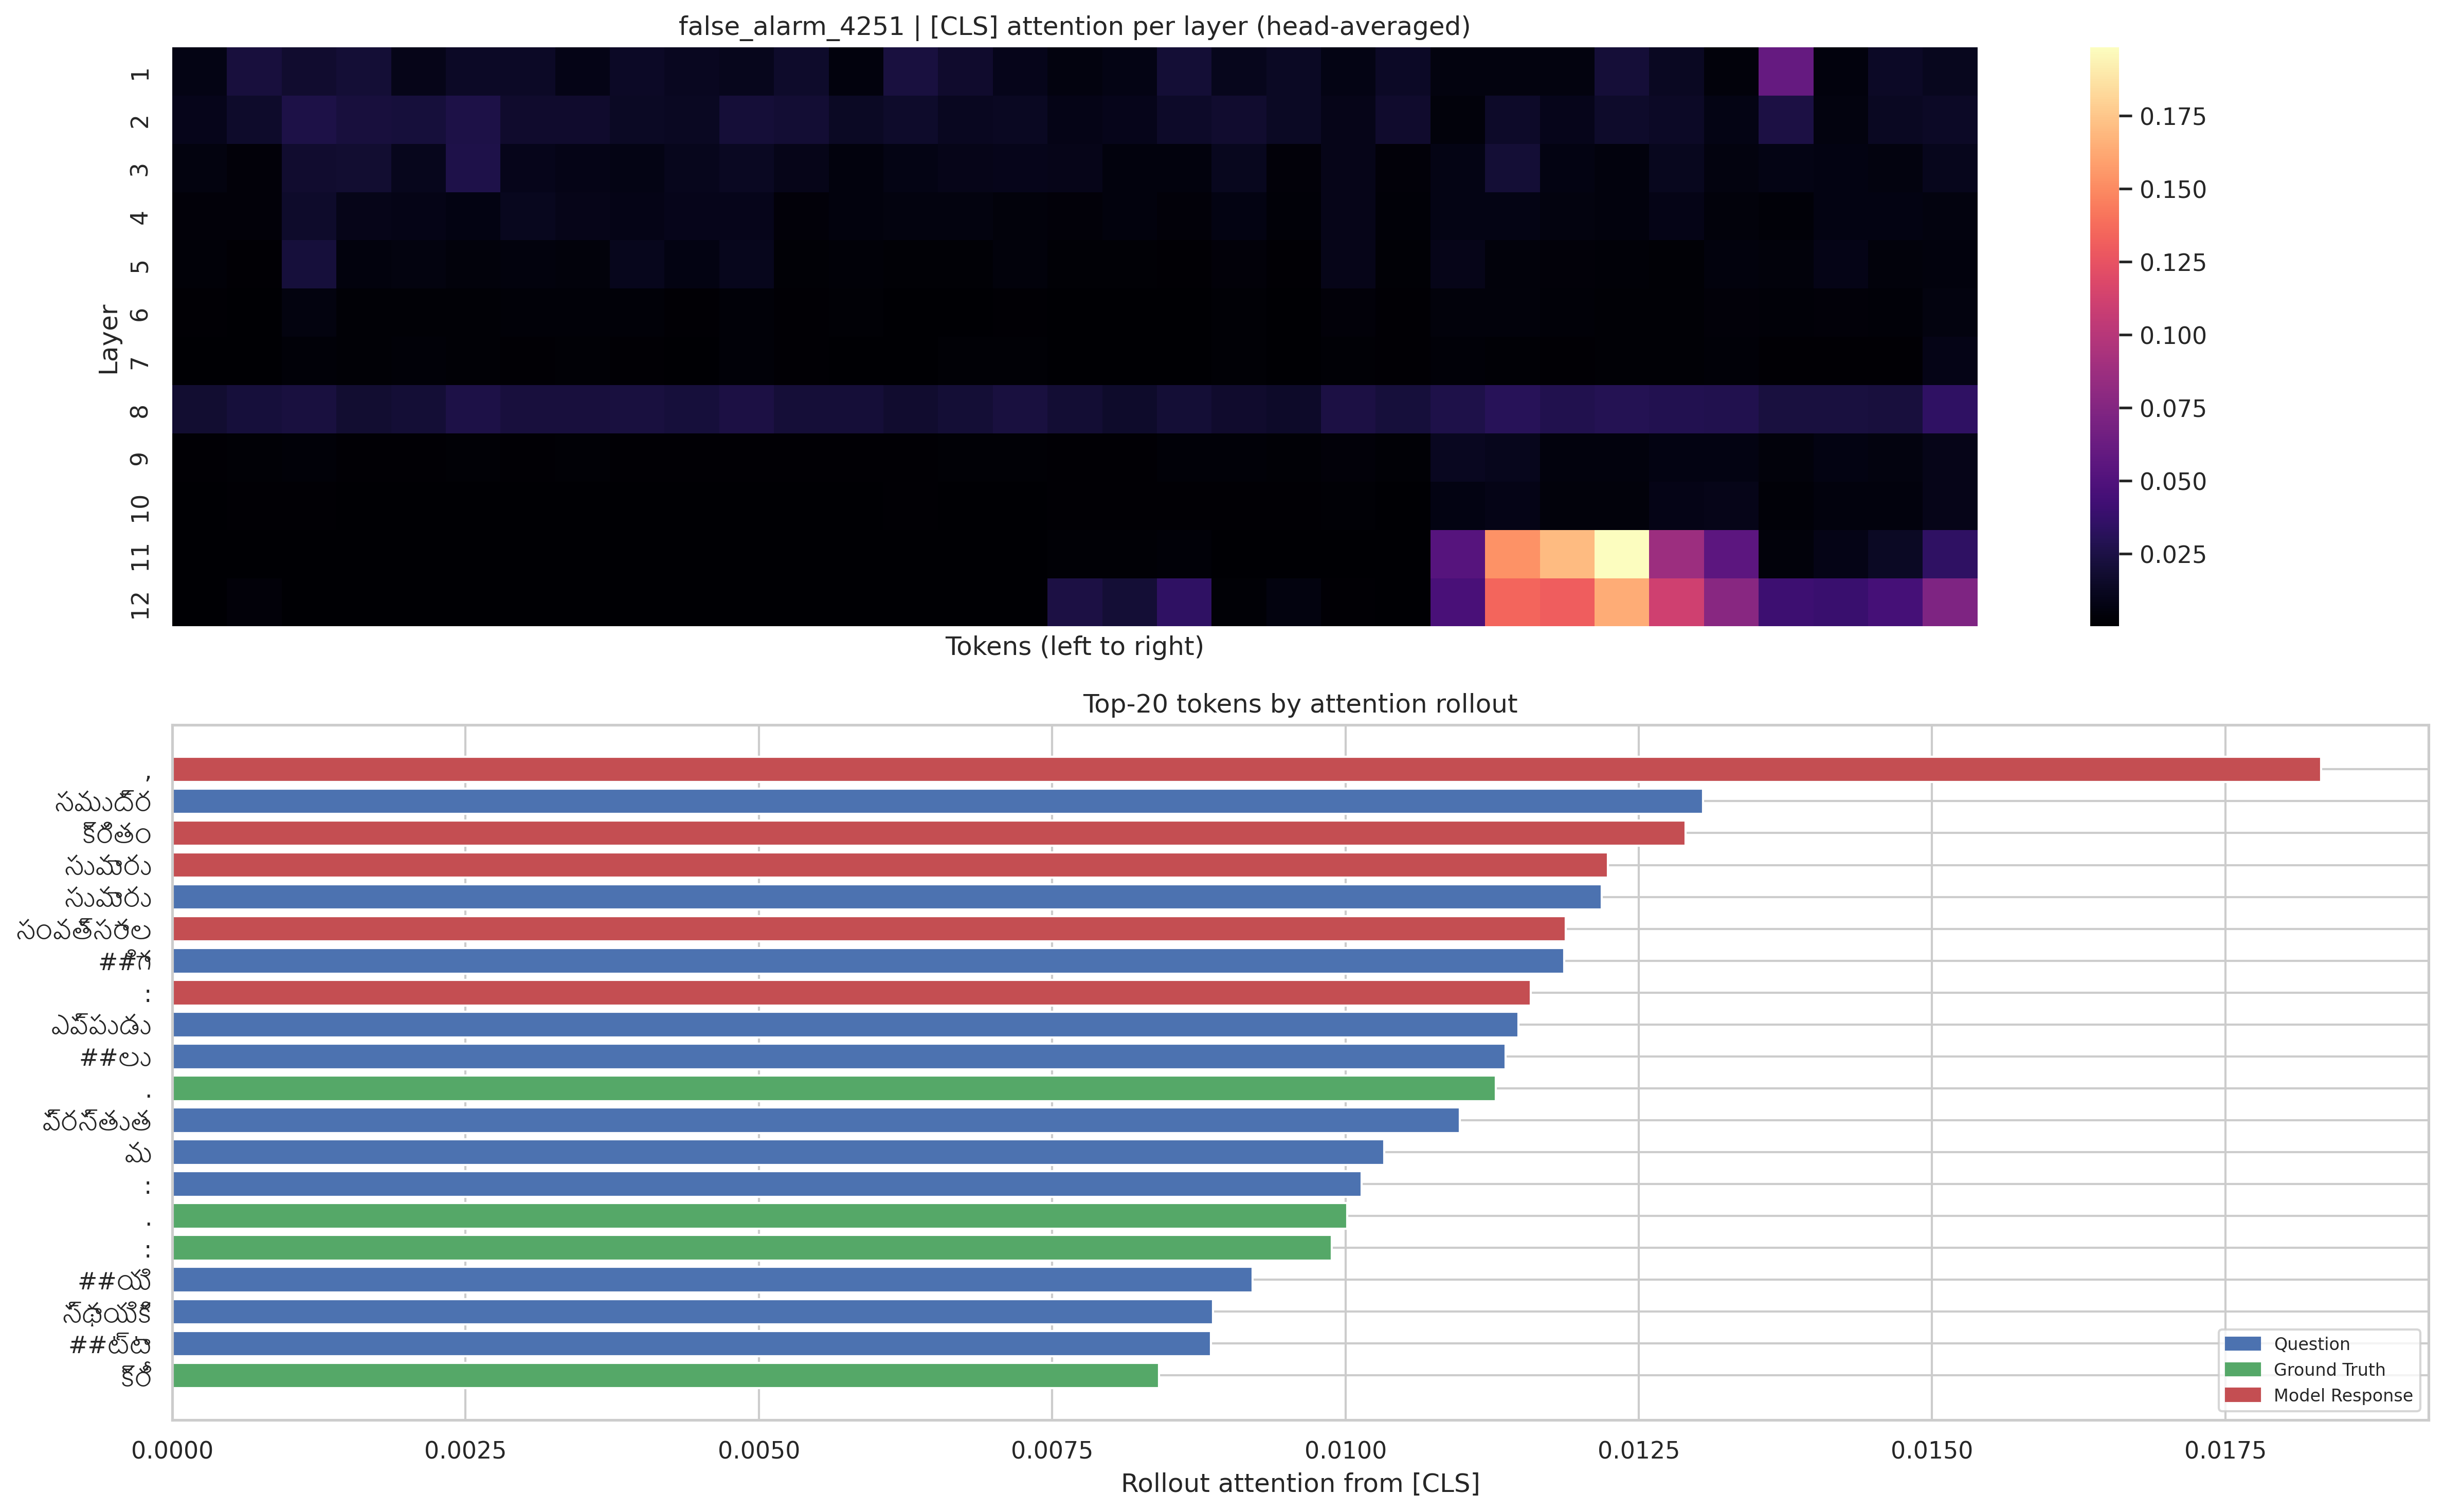 false_alarm_4251 | [CLS] attention per layer (head-averaged)
Layer
1
2
3
4
5
6
7
8
9
10
11
12
Tokens (left to right)
0.175
0.150
0.125
0.100
0.075
0.050
0.025
Top-20 tokens by attention rollout
,
సముద్ర
క్రితం
సుమారు
సుమారు
సంవత్సరాల
##గి
:
ఎప్పుడు
##లు
.
ప్రస్తుత
మ
:
.
:
##యి
స్థాయికి
##ట్టా
క్రీ
Question
Ground Truth
Model Response
0.0000 0.0025 0.0050 0.0075 0.0100 0.0125 0.0150 0.0175
Rollout attention from [CLS]